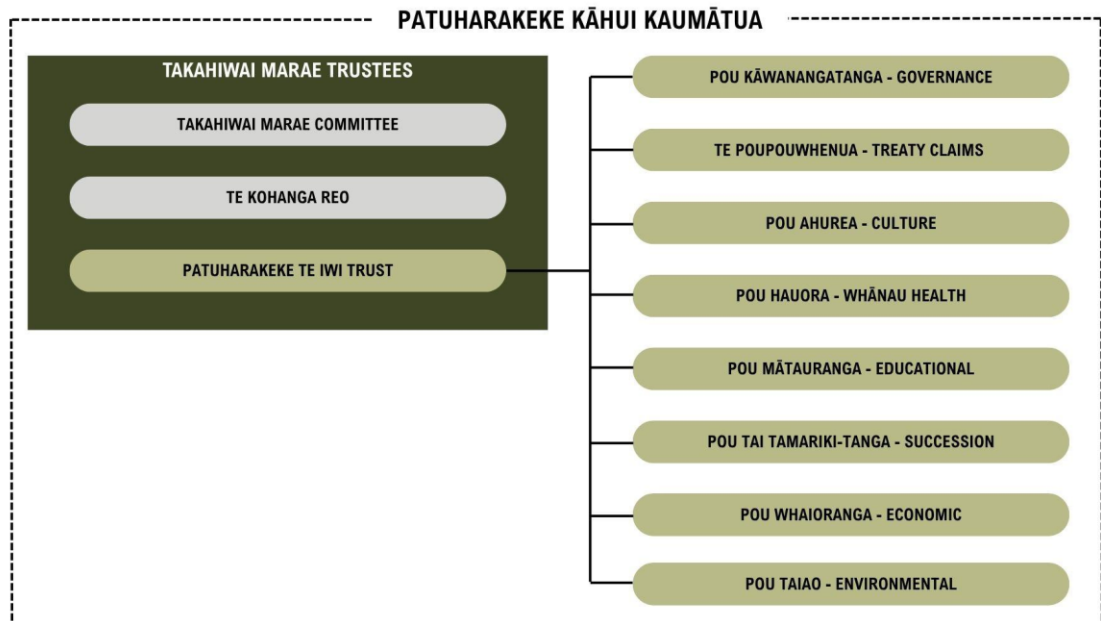 PATUHARAKEKE KĀHUI KAUMĀTUA
TAKAHIWAI MARAE TRUSTEES
TAKAHIWAI MARAE COMMITTEE
TE KOHANGA REO
PATUHARAKEKE TE IWI TRUST
POU KĀWANANGATANGA - GOVERNANCE
TE POUPOUWHENUA - TREATY CLAIMS
POU AHUREA - CULTURE
POU HAUORA - WHĀNAU HEALTH
POU MĀTAURANGA - EDUCATIONAL
POU TAI TAMARIKI-TANGA - SUCCESSION
POU WHAIORANGA - ECONOMIC
POU TAIAO - ENVIRONMENTAL